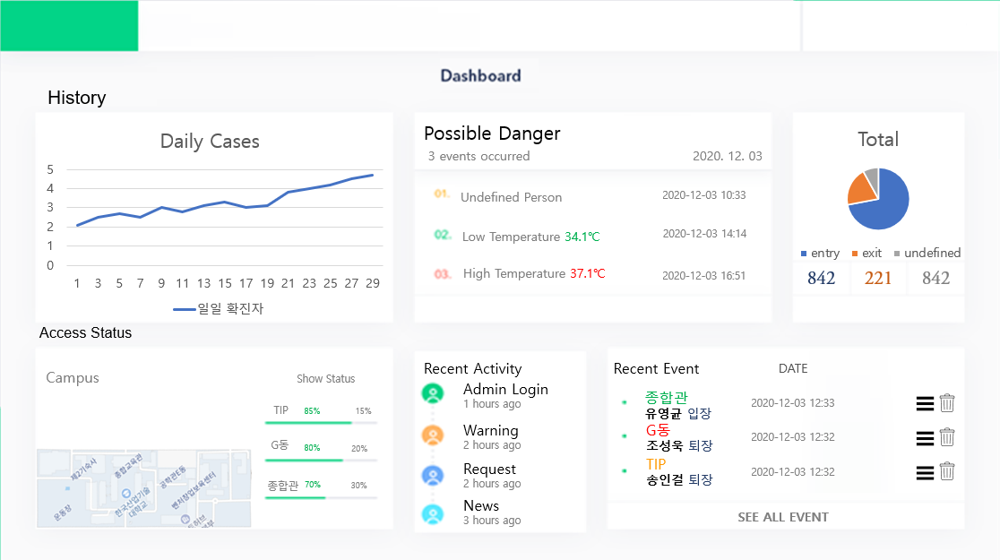 Dashboard
History
Daily Cases
5
4
3
2
1
0
1 3 5 7 9 11 13 15 17 19 21 23 25 27 29
일일 확진자
Possible Danger
3 events occurred 2020. 12. 03
01. Undefined Person 2020-12-03 10:33
02. Low Temperature 34.1℃ 2020-12-03 14:14
03. High Temperature 37.1℃ 2020-12-03 16:51
Total
entry exit undefined
842 221 842
Access Status
Campus
Show Status
TIP 85% 15%
G동 80% 20%
종합관 70% 30%
제2기숙사
종합교육관
공학관E동
벤처창업보육센터
한국산업기술
대학교
운동장
Recent Activity
Admin Login
1 hours ago
Warning
2 hours ago
Request
2 hours ago
News
3 hours ago
Recent Event DATE
종합관
유영균 입장 2020-12-03 12:33
G동
조성욱 퇴장 2020-12-03 12:32
TIP
송인걸 퇴장 2020-12-03 12:32
SEE ALL EVENT